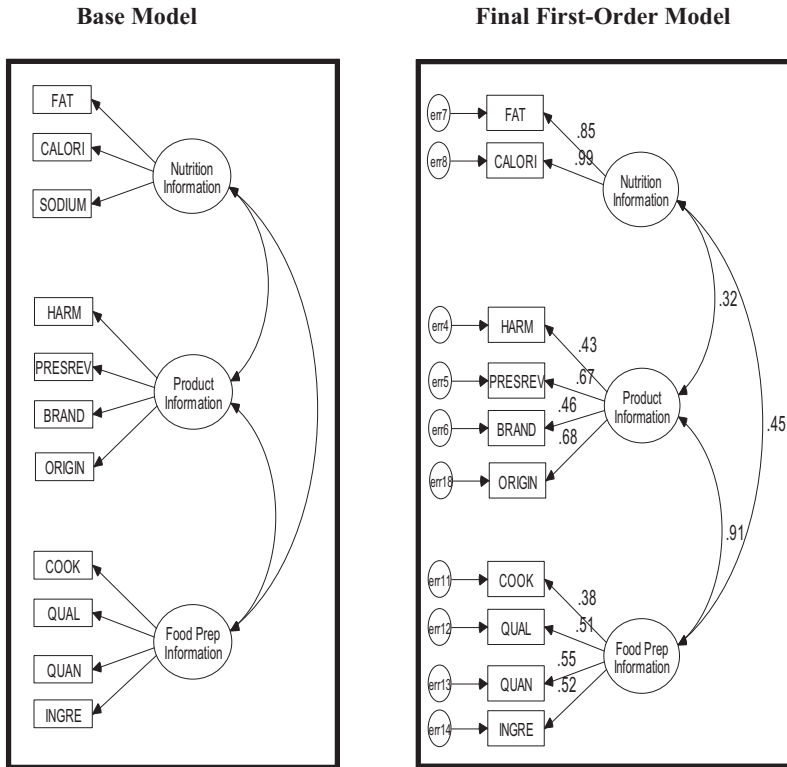 Base Model
FAT
CALORI
SODIUM
Nutrition
Information
HARM
PRESREV
BRAND
ORIGIN
Product
Information
COOK
QUAL
QUAN
INGRE
Food Prep
Information
Final First-Order Model
err7
FAT
.85
err8
CALORI
.99
Nutrition
Information
.32
err4
HARM
.43
err5
PRESREV
.67
err6
BRAND
.46
err18
ORIGIN
.68
Product
Information
.45
.91
err11
COOK
.38
err12
QUAL
.51
err13
QUAN
.55
err14
INGRE
.52
Food Prep
Information